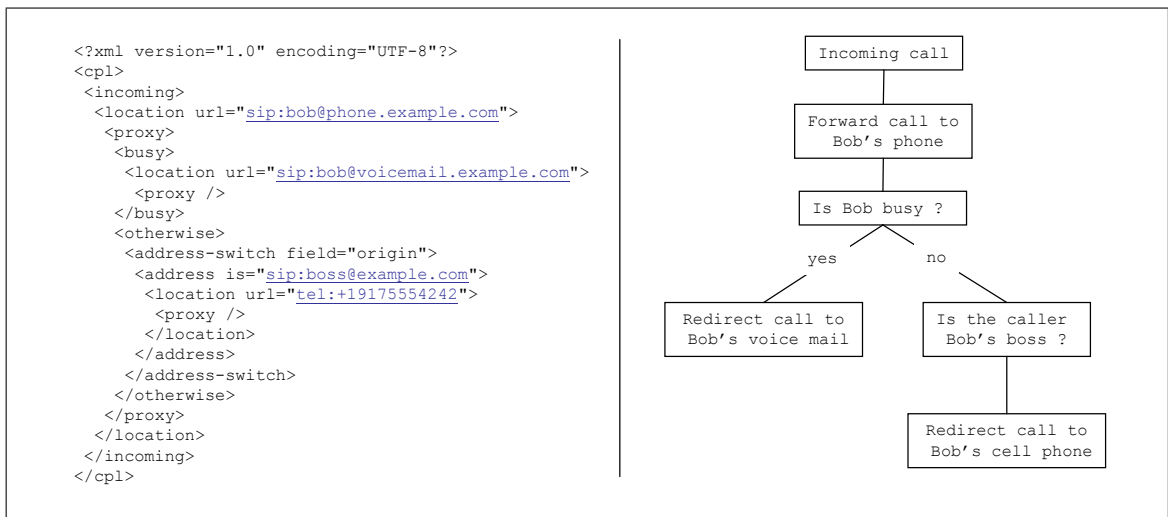 <?xml version="1.0" encoding="UTF-8"?>
<cpl>
<incoming>
<location url="sip:bob@phone.example.com">
<proxy>
<busy>
<location url="sip:bob@voicemail.example.com">
<proxy />
</busy>
<otherwise>
<address-switch field="origin">
<address is="sip:boss@example.com">
<location url="tel:+19175554242">
<proxy />
</location>
</address>
</address-switch>
</otherwise>
</proxy>
</location>
</incoming>
</cpl>
Incoming call
Forward call to
Bob's phone
Is Bob busy ?
yes
no
Redirect call to
Bob's voice mail
Is the caller
Bob's boss ?
Redirect call to
Bob's cell phone